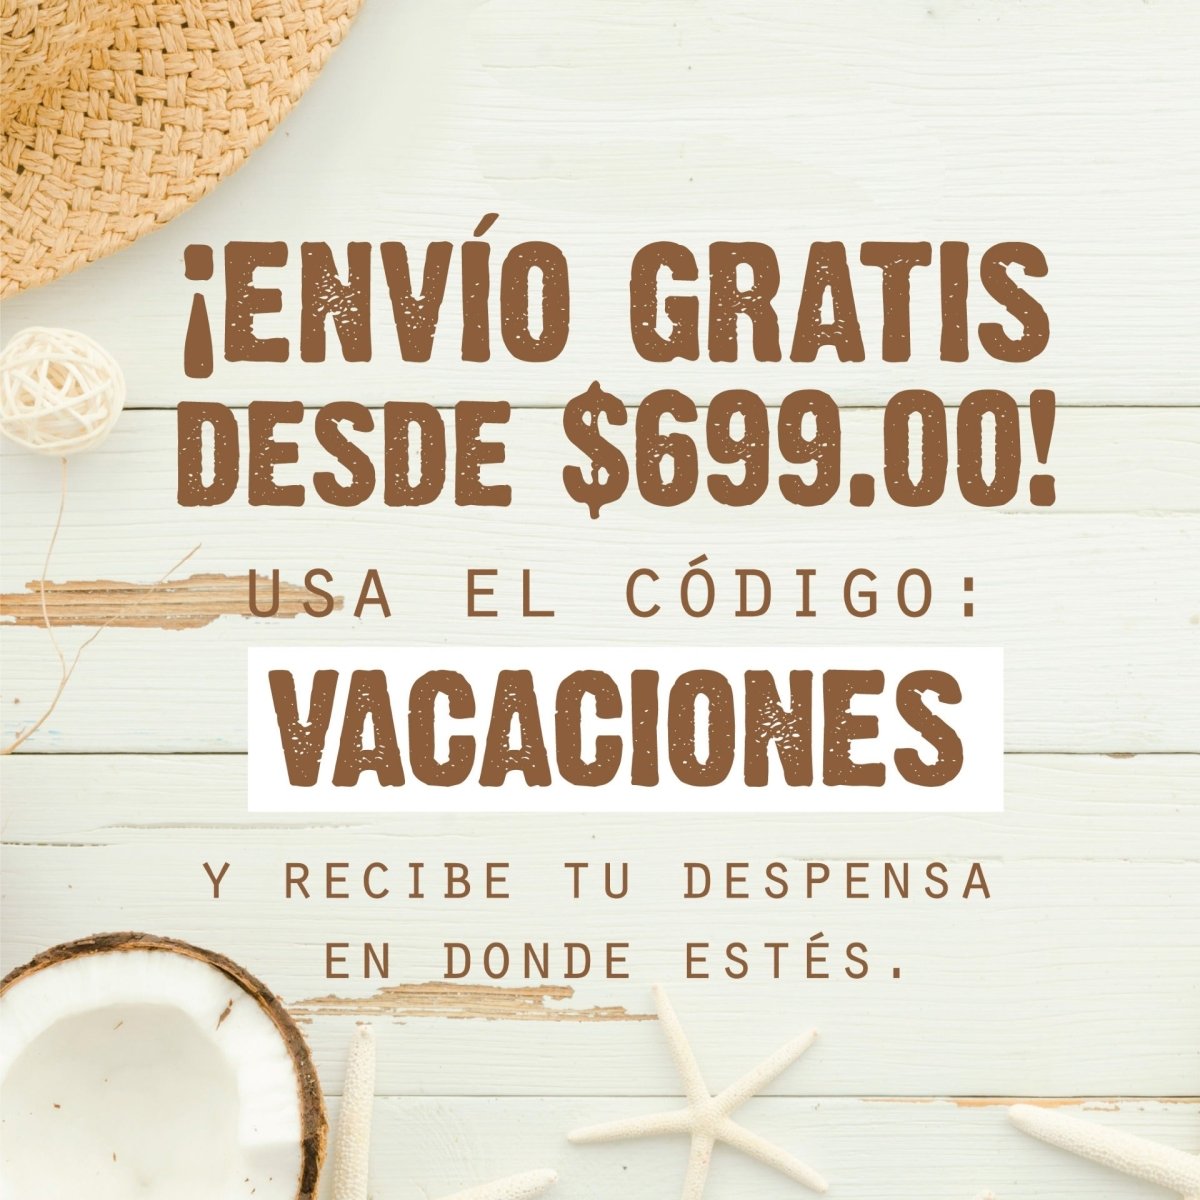 ¡ENVÍO GRATIS
DESDE $699.00!
USA EL CÓDIGO:
VACACIONES
Y RECIBE TU DESPENSA
EN DONDE ESTÉS.